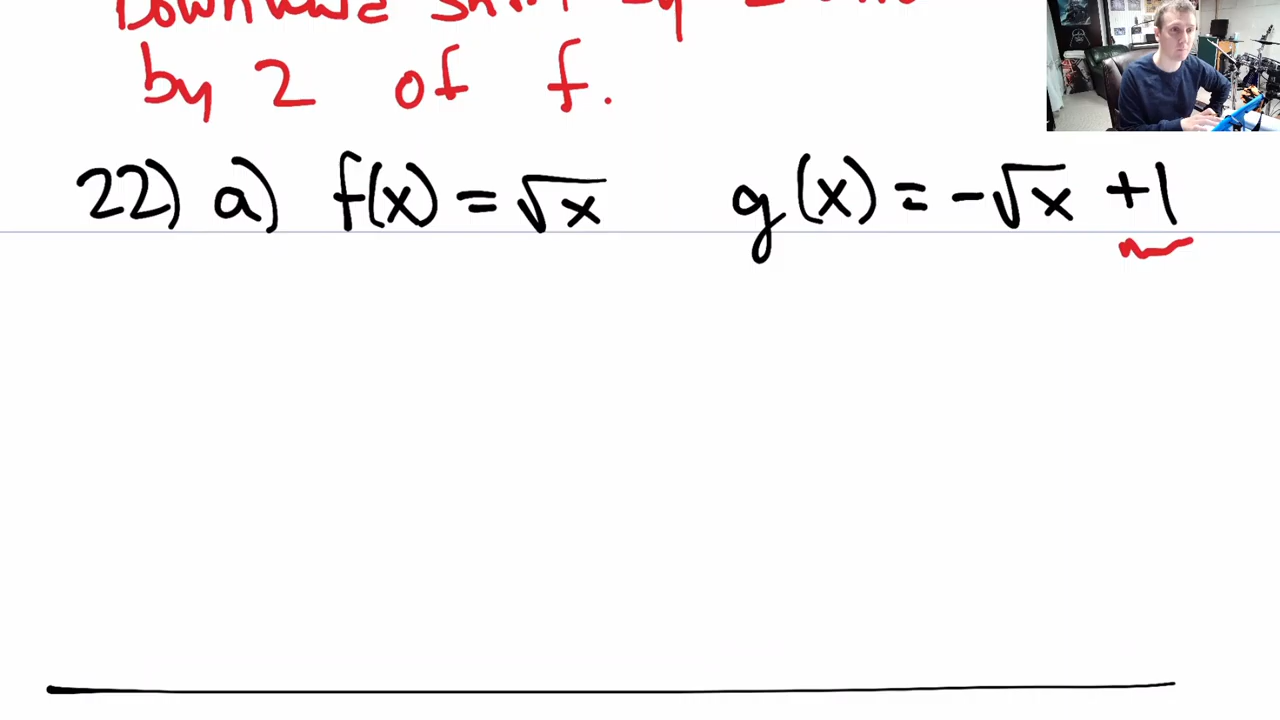 by 2 of f.
22) a) f(x) = √x g(x) = -√x +1